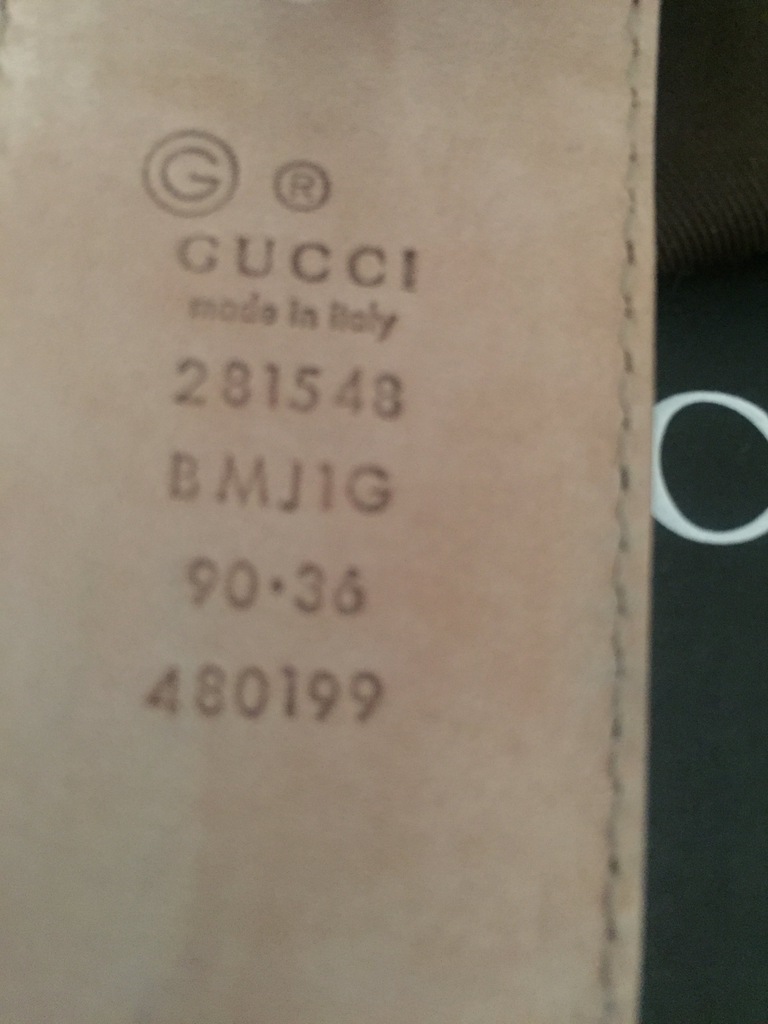 G ®
GUCCI
made in Italy
281548
BMJ1G
90·36
480199
O